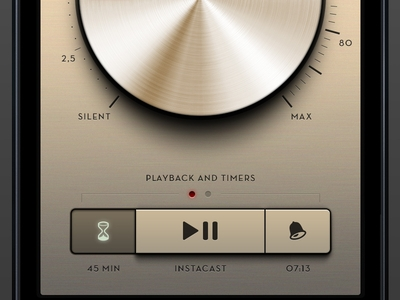 2,5
80
SILENT
MAX
PLAYBACK AND TIMERS
45 MIN
INSTACAST
07:13